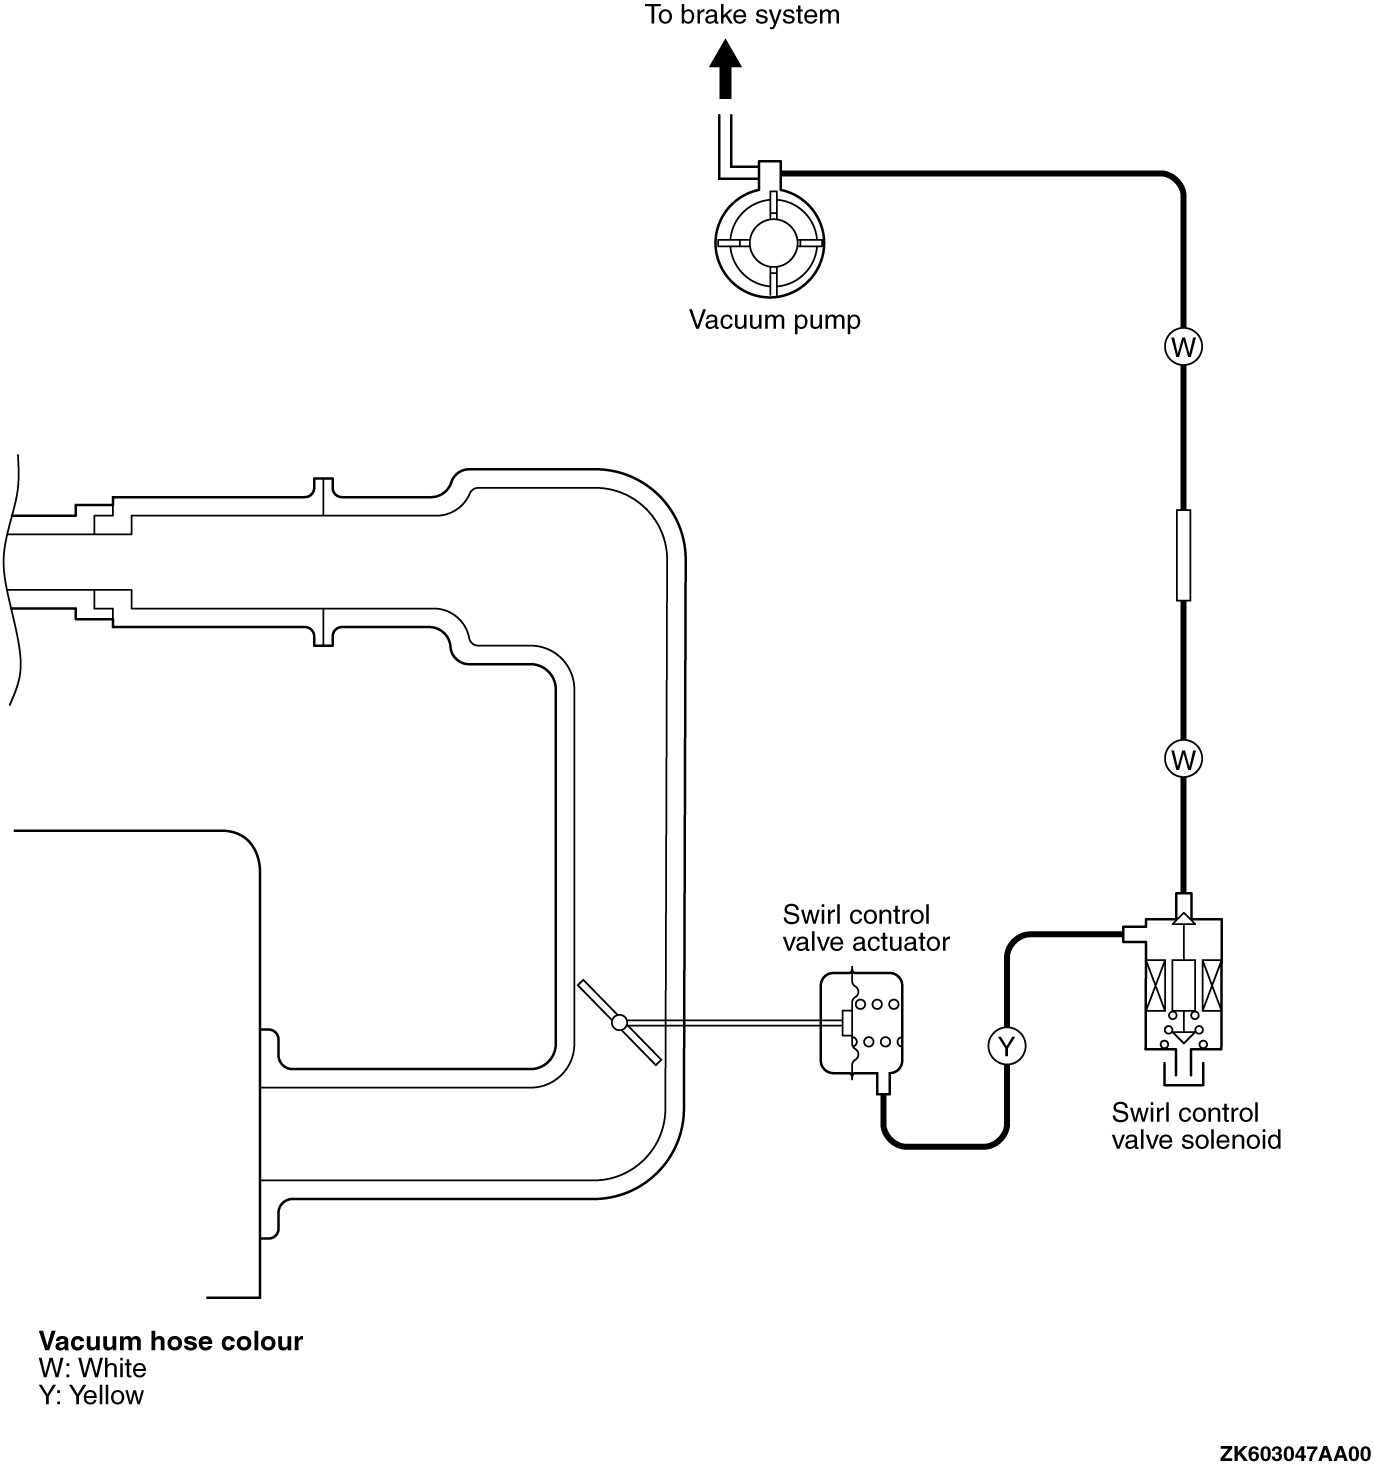 To brake system
Vacuum pump
W
W
Swirl control
valve actuator
Y
Swirl control
valve solenoid
Vacuum hose colour
W: White
Y: Yellow
ZK603047AA00